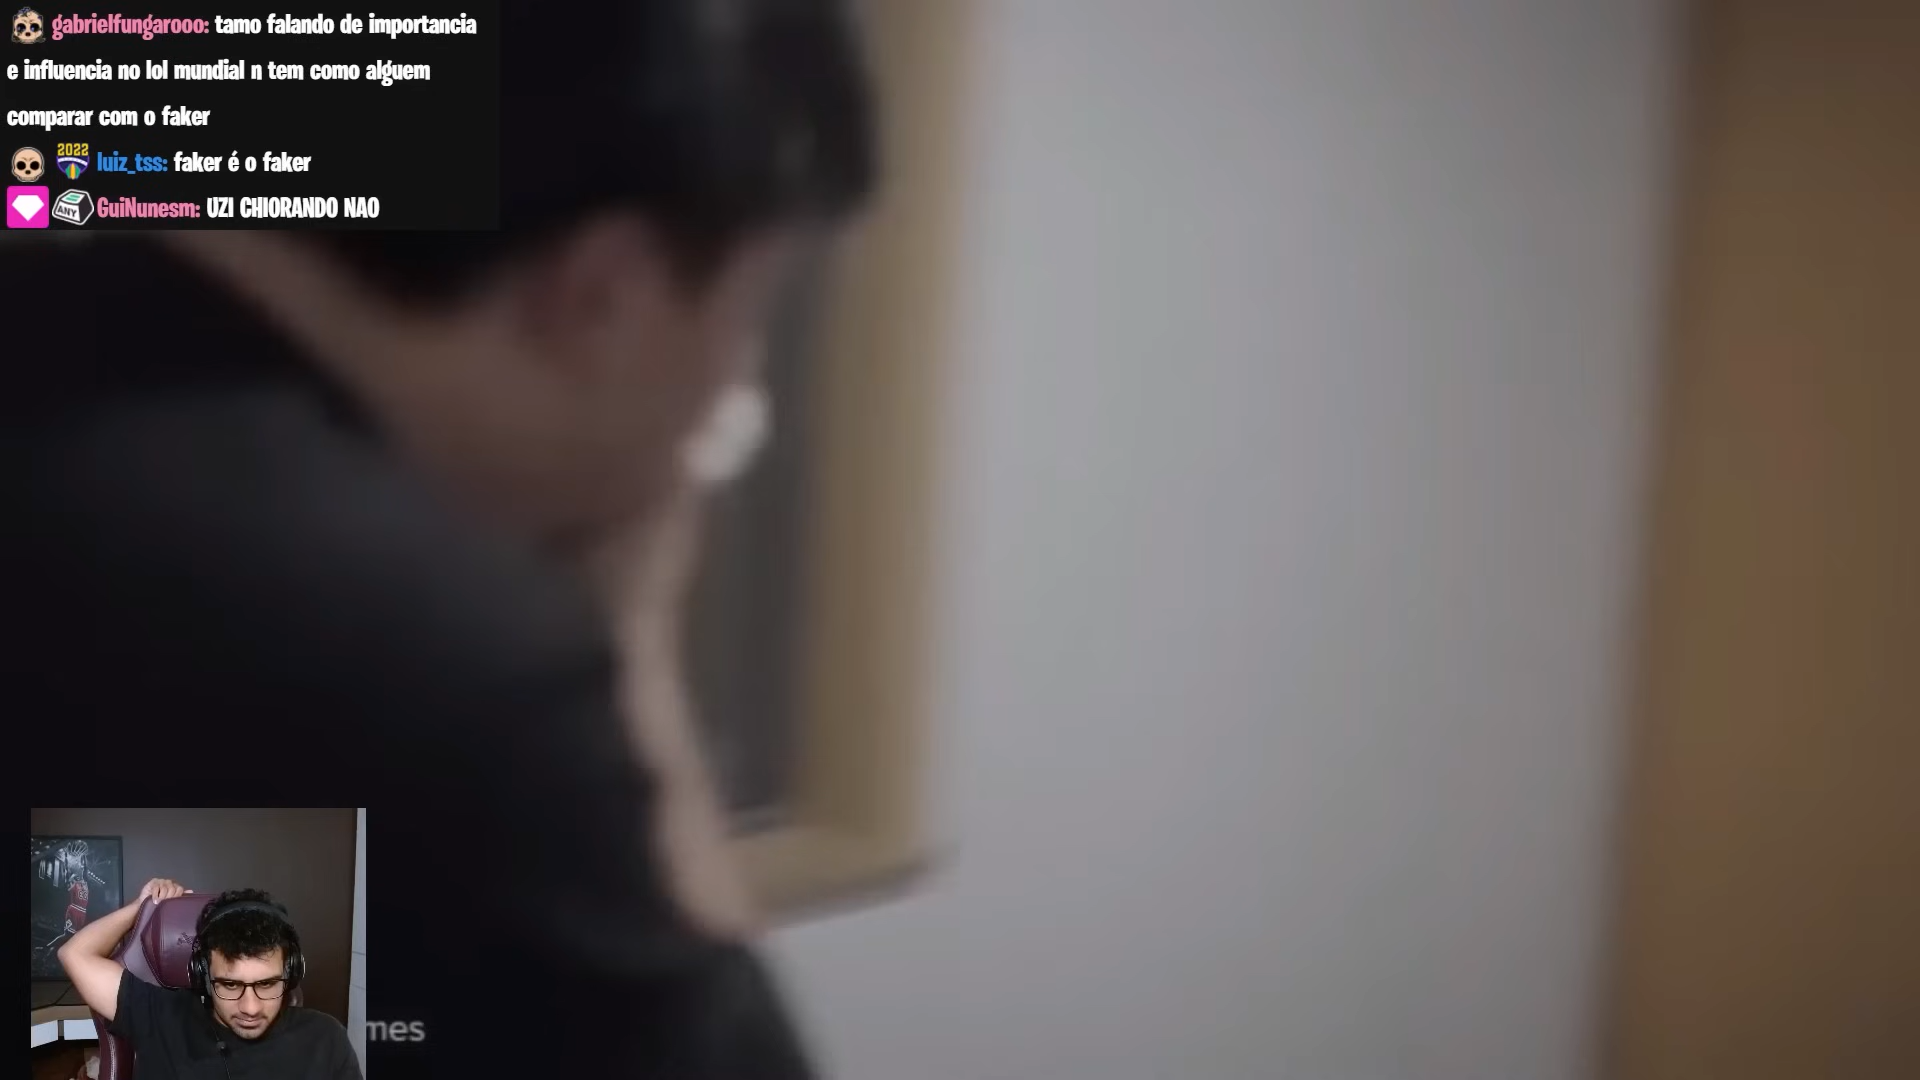 gabrielfungarooo: tamo falando de importancia
e influencia no lol mundial n tem como alguem
comparar com o faker
2022 luiz_tss: faker é o faker
ANY GuiNunesm: UZI CHIORANDO NAO
mes